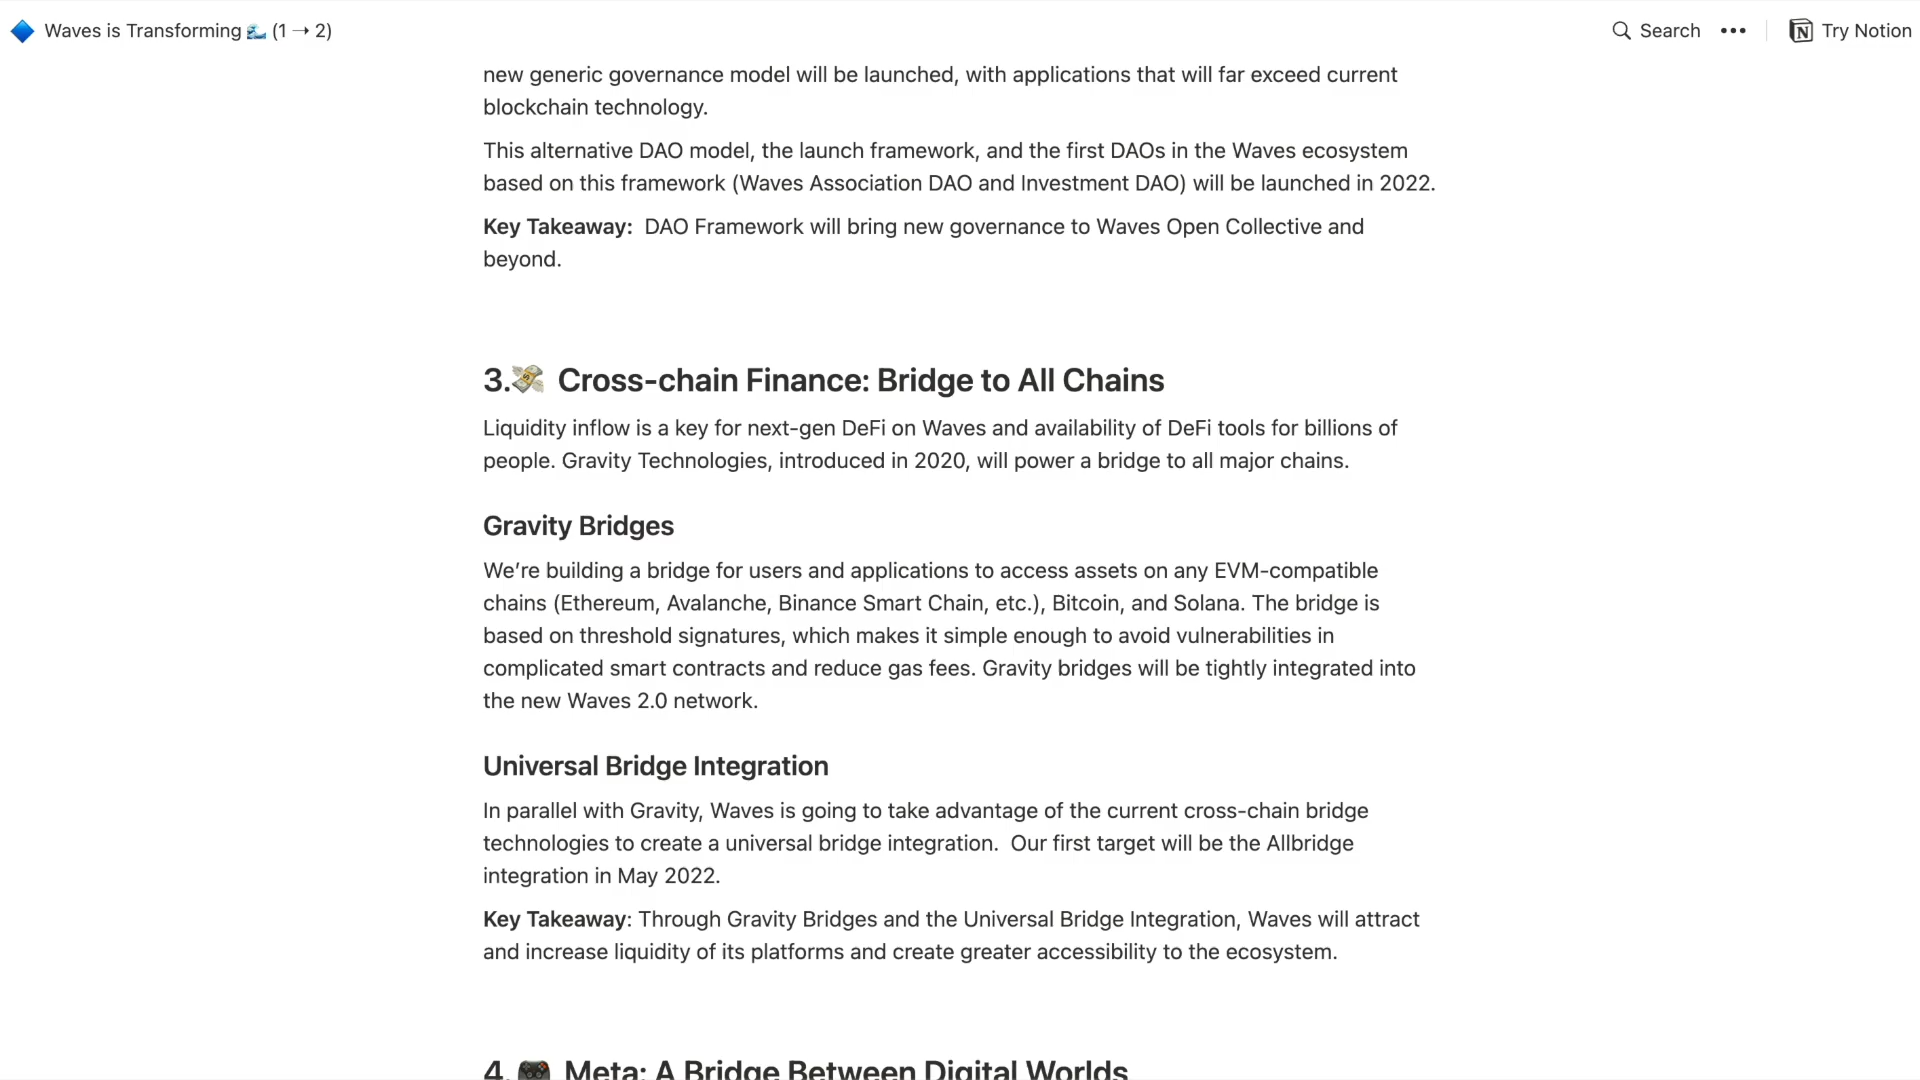 Waves is Transforming 🌊 (1 → 2)
Search
Try Notion
new generic governance model will be launched, with applications that will far exceed current
blockchain technology.
This alternative DAO model, the launch framework, and the first DAOs in the Waves ecosystem
based on this framework (Waves Association DAO and Investment DAO) will be launched in 2022.
Key Takeaway:  DAO Framework will bring new governance to Waves Open Collective and
beyond.
3.💸 Cross-chain Finance: Bridge to All Chains
Liquidity inflow is a key for next-gen DeFi on Waves and availability of DeFi tools for billions of
people. Gravity Technologies, introduced in 2020, will power a bridge to all major chains.
Gravity Bridges
We’re building a bridge for users and applications to access assets on any EVM-compatible
chains (Ethereum, Avalanche, Binance Smart Chain, etc.), Bitcoin, and Solana. The bridge is
based on threshold signatures, which makes it simple enough to avoid vulnerabilities in
complicated smart contracts and reduce gas fees. Gravity bridges will be tightly integrated into
the new Waves 2.0 network.
Universal Bridge Integration
In parallel with Gravity, Waves is going to take advantage of the current cross-chain bridge
technologies to create a universal bridge integration.  Our first target will be the Allbridge
integration in May 2022.
Key Takeaway: Through Gravity Bridges and the Universal Bridge Integration, Waves will attract
and increase liquidity of its platforms and create greater accessibility to the ecosystem.
4.🎮 Meta: A Bridge Between Digital Worlds